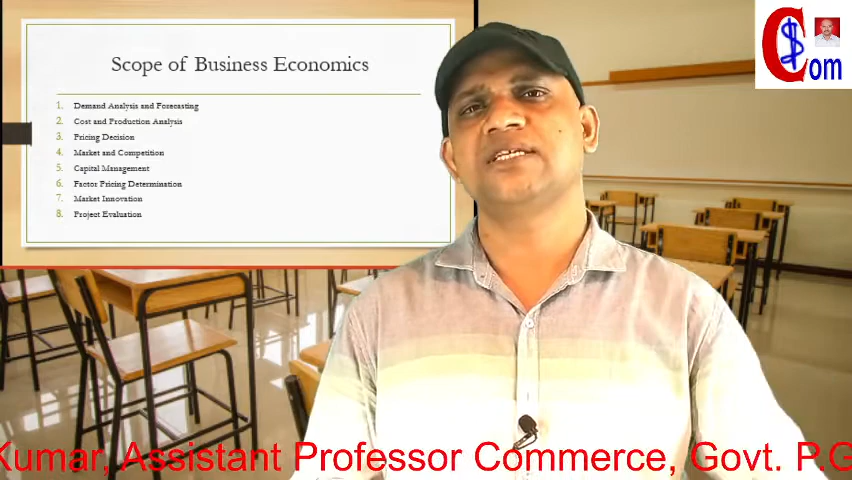 Scope of Business Economics
1. Demand Analysis and Forecasting
2. Cost and Production Analysis
3. Pricing Decision
4. Market and Competition
5. Capital Management
6. Factor Pricing Determination
7. Market Innovation
8. Project Evaluation
Com
Kumar, Assistant Professor Commerce, Govt. P.G